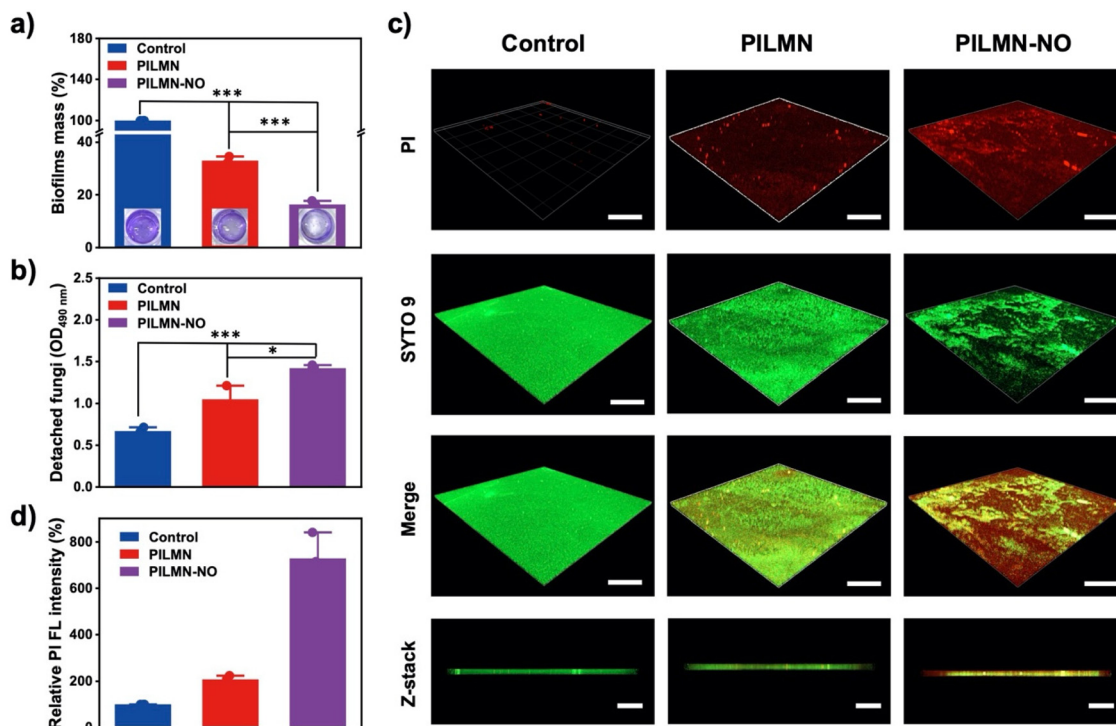 a)
Biofilms mass (%)
180
140
100
40
20
0
Control
PILMN
PILMN-NO
***
***
b)
Detached fungi (OD490 nm)
2.5
2.0
1.5
1.0
0.5
0.0
Control
PILMN
PILMN-NO
***
*
d)
Relative PI FL intensity (%)
800
600
400
200
0
Control
PILMN
PILMN-NO
c)
Control PILMN PILMN-NO
PI
SYTO 9
Merge
Z-stack